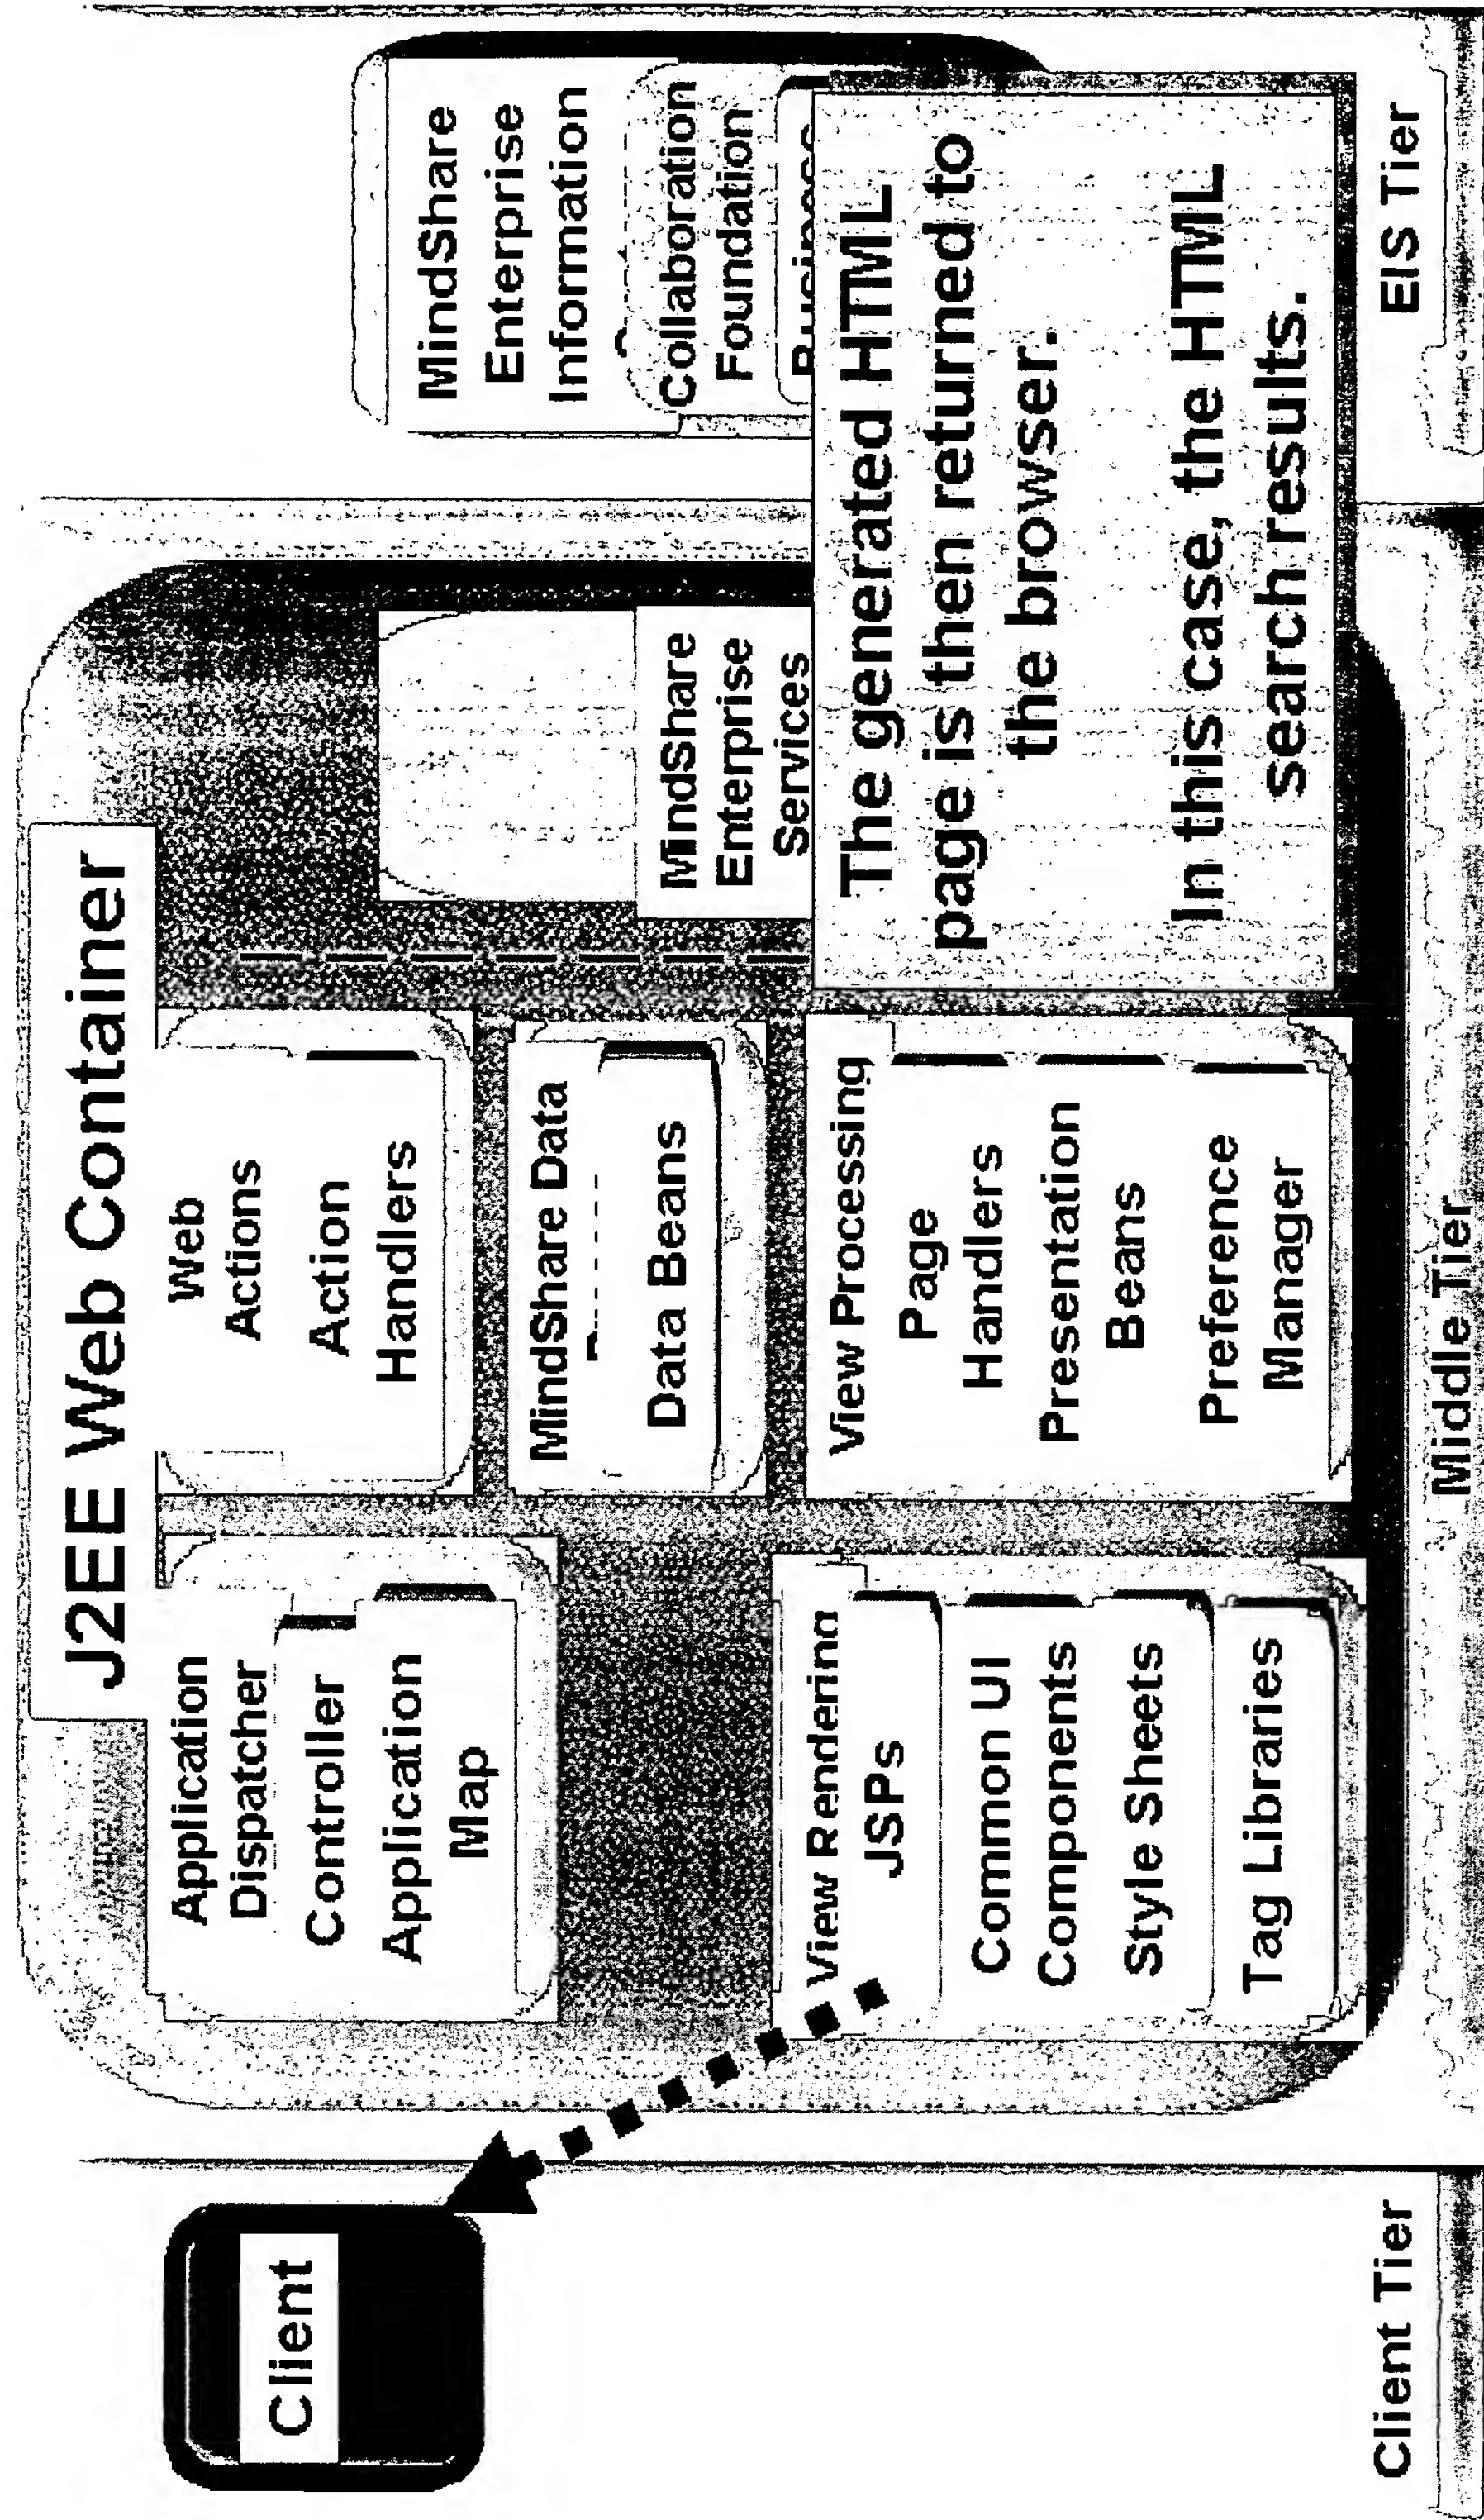 J2EE Web Container
Client
Application
Dispatcher
Controller
Application
Map
Web
Actions
Action
Handlers
MindShare Data
Data Beans
View Rendering
JSPs
Common UI
Components
Style Sheets
Tag Libraries
View Processing
Page
Handlers
Presentation
Beans
Preference
Manager
MindShare
Enterprise
Services
MindShare
Enterprise
Information
Collaboration
Foundation
Business
The generated HTML
page is then returned to
the browser.
In this case, the HTML
search results.
Client Tier
Middle Tier
EIS Tier